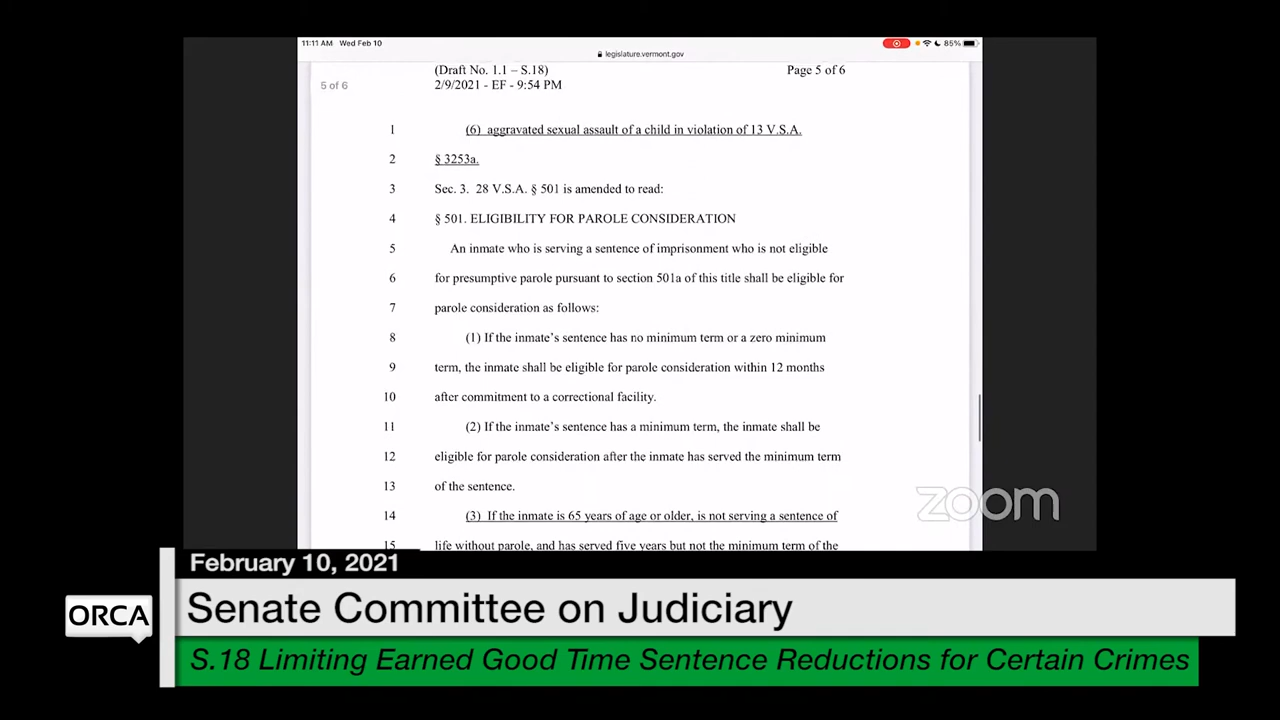 11:11 AM Wed Feb 10
85%
legislature.vermont.gov
(Draft No. 1.1 – S.18)
Page 5 of 6
5 of 6
2/9/2021 - EF - 9:54 PM
1 (6) aggravated sexual assault of a child in violation of 13 V.S.A.
2 § 3253a.
3 Sec. 3. 28 V.S.A. § 501 is amended to read:
4 § 501. ELIGIBILITY FOR PAROLE CONSIDERATION
5 An inmate who is serving a sentence of imprisonment who is not eligible
6 for presumptive parole pursuant to section 501a of this title shall be eligible for
7 parole consideration as follows:
8 (1) If the inmate’s sentence has no minimum term or a zero minimum
9 term, the inmate shall be eligible for parole consideration within 12 months
10 after commitment to a correctional facility.
11 (2) If the inmate’s sentence has a minimum term, the inmate shall be
12 eligible for parole consideration after the inmate has served the minimum term
13 of the sentence.
14 (3) If the inmate is 65 years of age or older, is not serving a sentence of
15 life without parole, and has served five years but not the minimum term of the
zoom
February 10, 2021
ORCA
Senate Committee on Judiciary
S.18 Limiting Earned Good Time Sentence Reductions for Certain Crimes